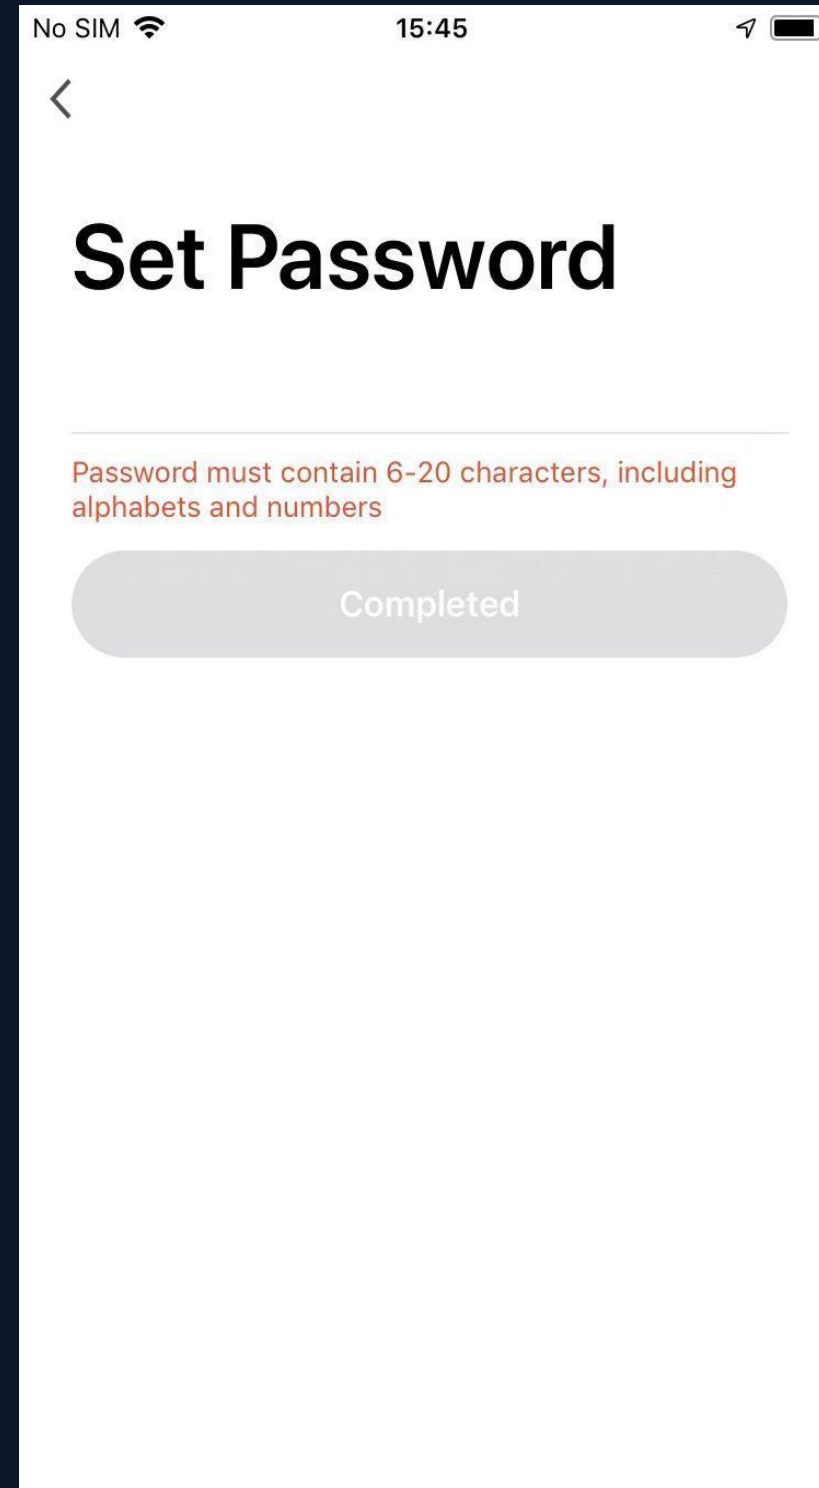 No SIM 15:45
Set Password
Password must contain 6-20 characters, including
alphabets and numbers
Completed